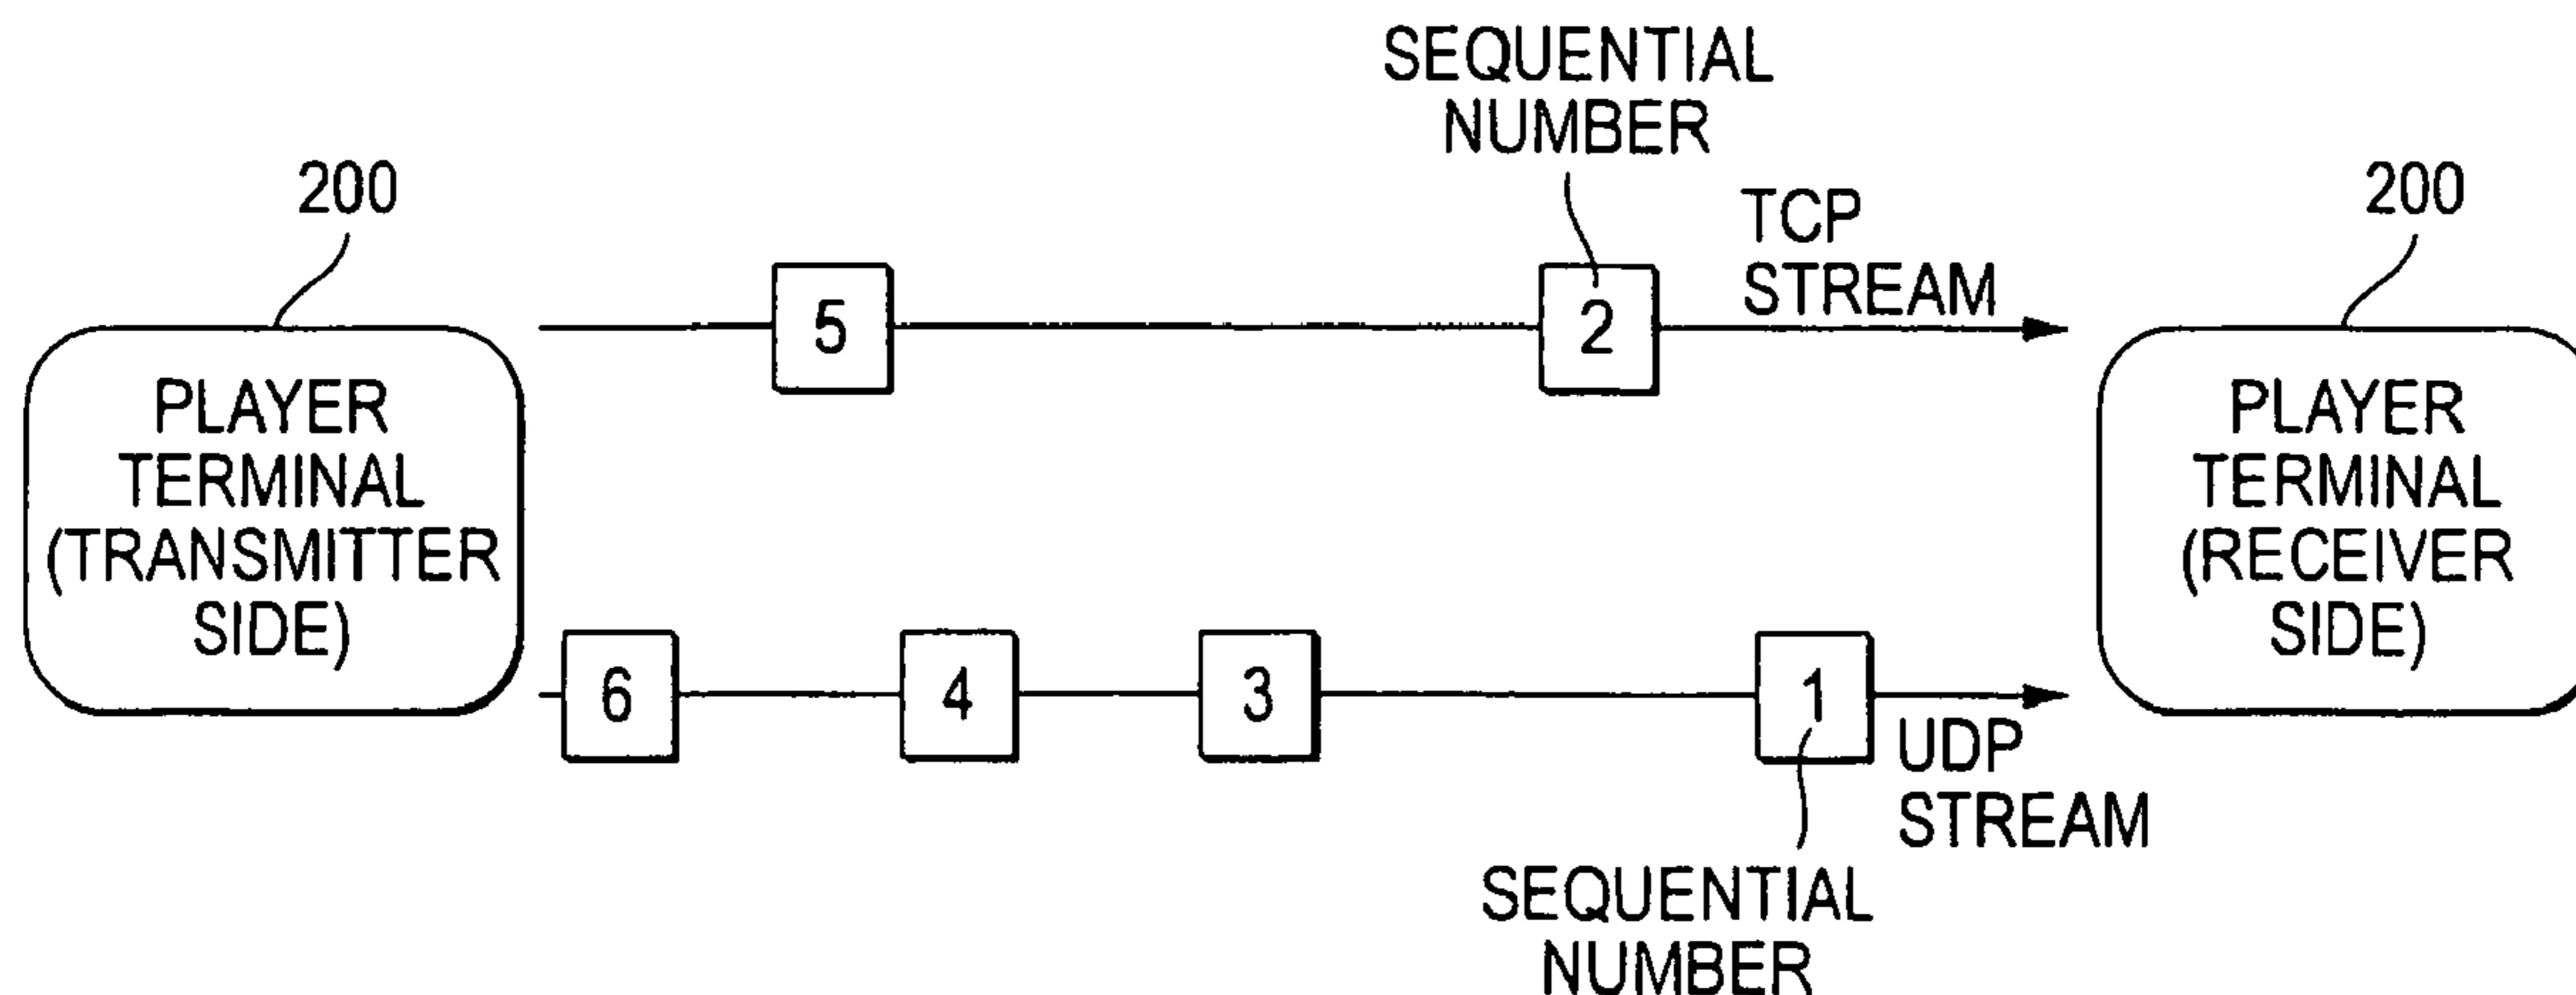 SEQUENTIAL
NUMBER
200
TCP
STREAM
200
5
2
PLAYER
TERMINAL
(TRANSMITTER
SIDE)
PLAYER
TERMINAL
(RECEIVER
SIDE)
6
4
3
1
UDP
STREAM
SEQUENTIAL
NUMBER